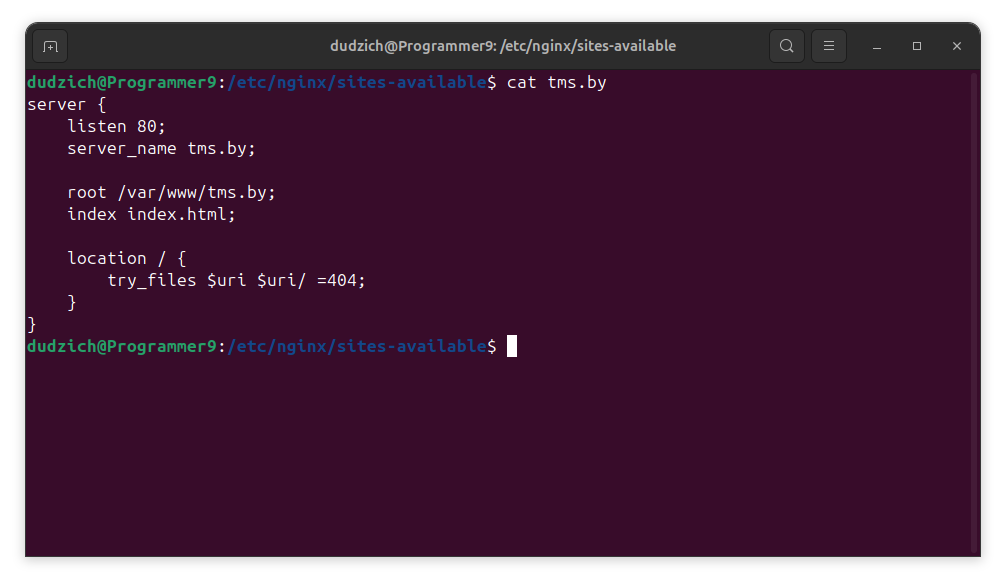 dudzich@Programmer9: /etc/nginx/sites-available
dudzich@Programmer9:/etc/nginx/sites-available$ cat tms.by
server {
    listen 80;
    server_name tms.by;

    root /var/www/tms.by;
    index index.html;

    location / {
        try_files $uri $uri/ =404;
    }
}
dudzich@Programmer9:/etc/nginx/sites-available$